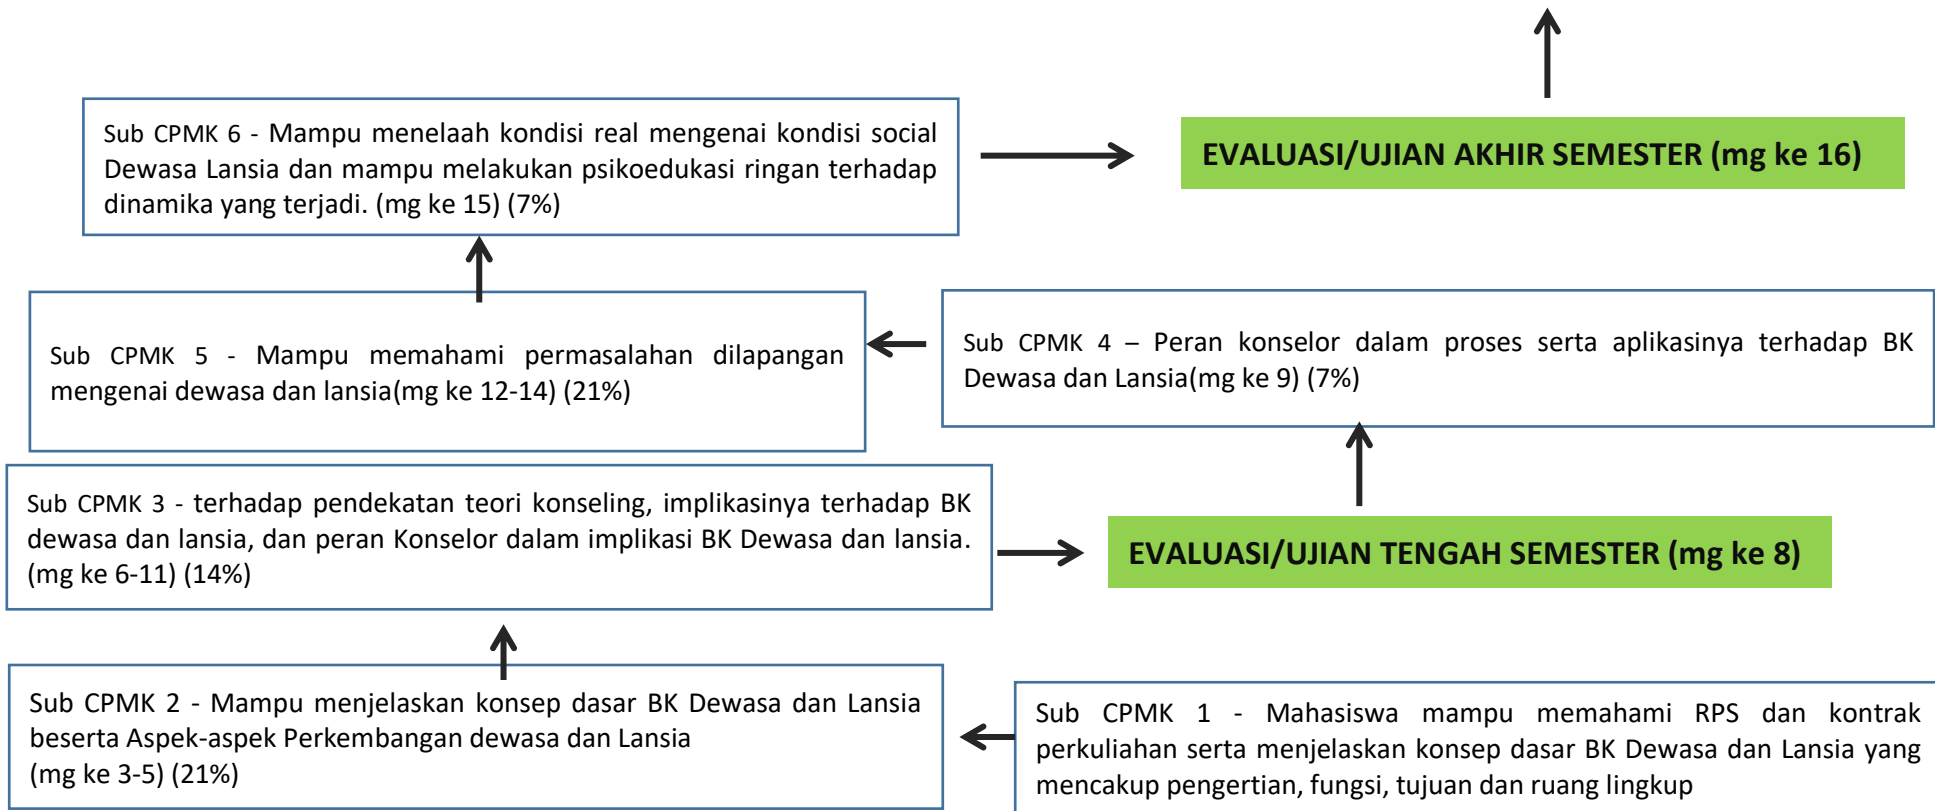 Sub CPMK 6 - Mampu menelaah kondisi real mengenai kondisi social
Dewasa Lansia dan mampu melakukan psikoedukasi ringan terhadap
dinamika yang terjadi. (mg ke 15) (7%)
EVALUASI/UJIAN AKHIR SEMESTER (mg ke 16)
Sub CPMK 5 - Mampu memahami permasalahan dilapangan
mengenai dewasa dan lansia(mg ke 12-14) (21%)
Sub CPMK 4 – Peran konselor dalam proses serta aplikasinya terhadap BK
Dewasa dan Lansia(mg ke 9) (7%)
Sub CPMK 3 - terhadap pendekatan teori konseling, implikasinya terhadap BK
dewasa dan lansia, dan peran Konselor dalam implikasi BK Dewasa dan lansia.
(mg ke 6-11) (14%)
EVALUASI/UJIAN TENGAH SEMESTER (mg ke 8)
Sub CPMK 2 - Mampu menjelaskan konsep dasar BK Dewasa dan Lansia
beserta Aspek-aspek Perkembangan dewasa dan Lansia
(mg ke 3-5) (21%)
Sub CPMK 1 - Mahasiswa mampu memahami RPS dan kontrak
perkuliahan serta menjelaskan konsep dasar BK Dewasa dan Lansia yang
mencakup pengertian, fungsi, tujuan dan ruang lingkup